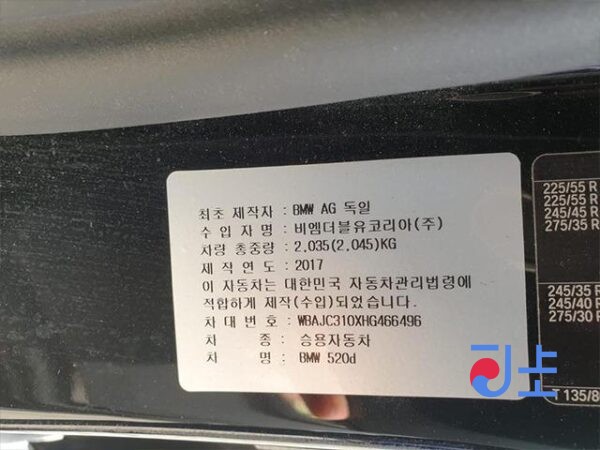 최초 제작자 : BMW AG 독일
수 입 자 명 : 비엠더블유코리아(주)
차량 총중량 : 2.035(2.045)KG
제 작 연 도 : 2017
이 자동차는 대한민국 자동차관리법령에
적합하게 제작(수입)되었습니다.
차 대 번 호 : WBAJC310XHG466496
차 종 : 승용자동차
차 명 : BMW 520d
225/55 R
225/55 R
245/45 R
275/35 R
245/35 R
245/40 R
275/30 R
T 135/80